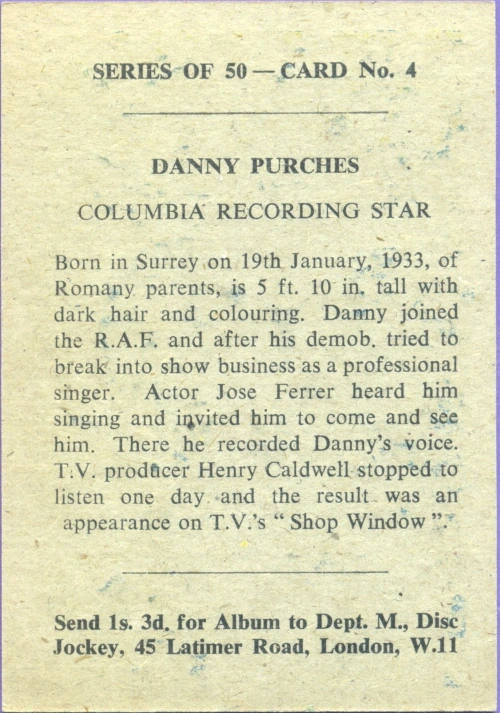 SERIES OF 50 — CARD No. 4
DANNY PURCHES
COLUMBIA RECORDING STAR
Born in Surrey on 19th January, 1933, of
Romany parents, is 5 ft. 10 in. tall with
dark hair and colouring. Danny joined
the R.A.F. and after his demob. tried to
break into show business as a professional
singer. Actor Jose Ferrer heard him
singing and invited him to come and see
him. There he recorded Danny's voice.
T.V. producer Henry Caldwell stopped to
listen one day and the result was an
appearance on T.V.'s “ Shop Window ”.
Send 1s. 3d. for Album to Dept. M., Disc
Jockey, 45 Latimer Road, London, W.11